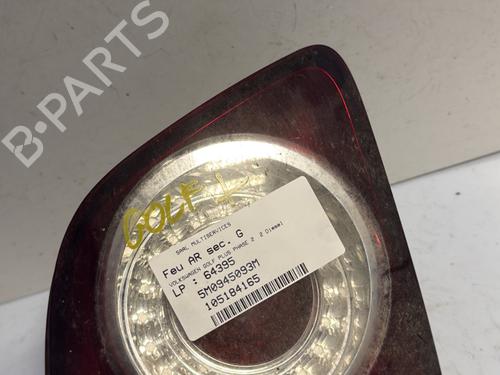 B-PARTS
GOLF
SARL MULTISERVICES
Feu AR sec. G
VOLKSWAGEN GOLF PLUS PHASE 2 2 Diesel
LP : 64395
5M0945093M
105184165